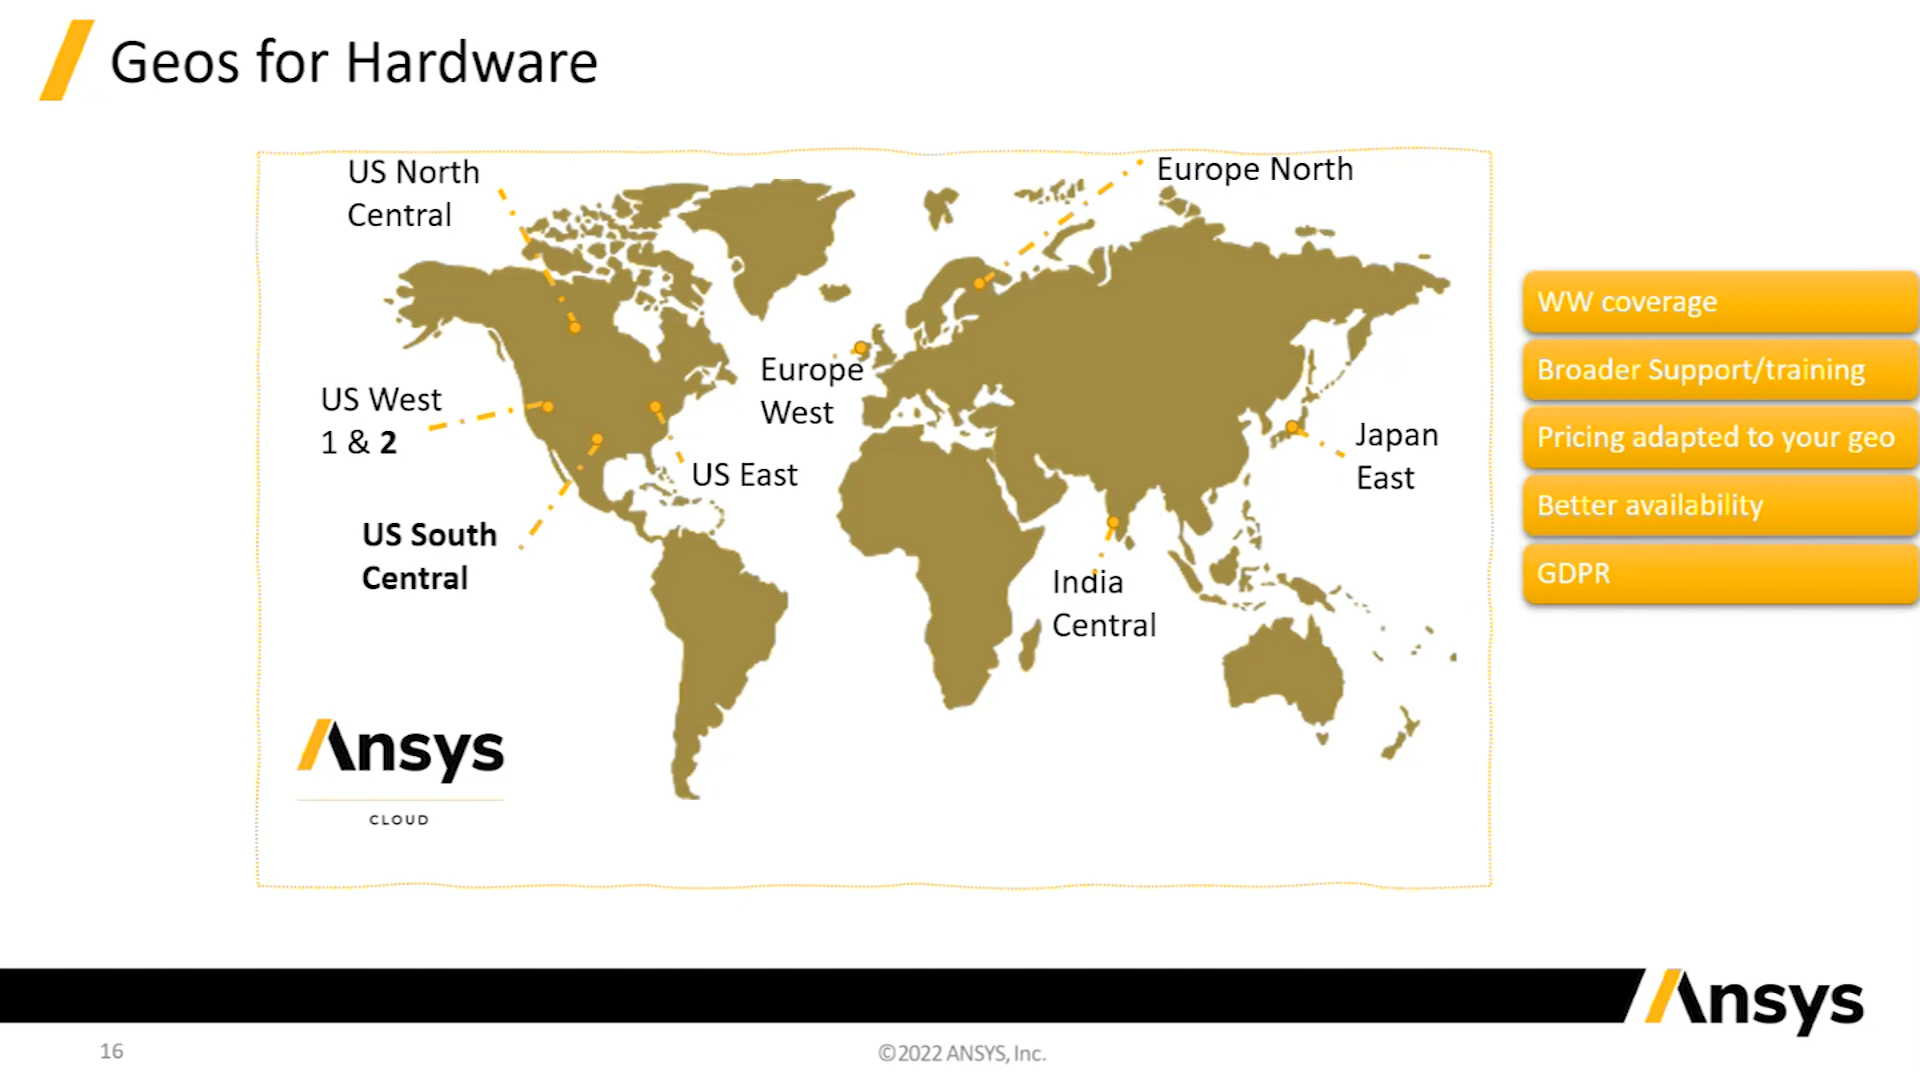 Geos for Hardware
US North
Central
Europe North
US West
1 & 2
Europe
West
US East
Japan
East
US South
Central
India
Central
WW coverage
Broader Support/training
Pricing adapted to your geo
Better availability
GDPR
Ansys
CLOUD
Ansys
16
©2022 ANSYS, Inc.